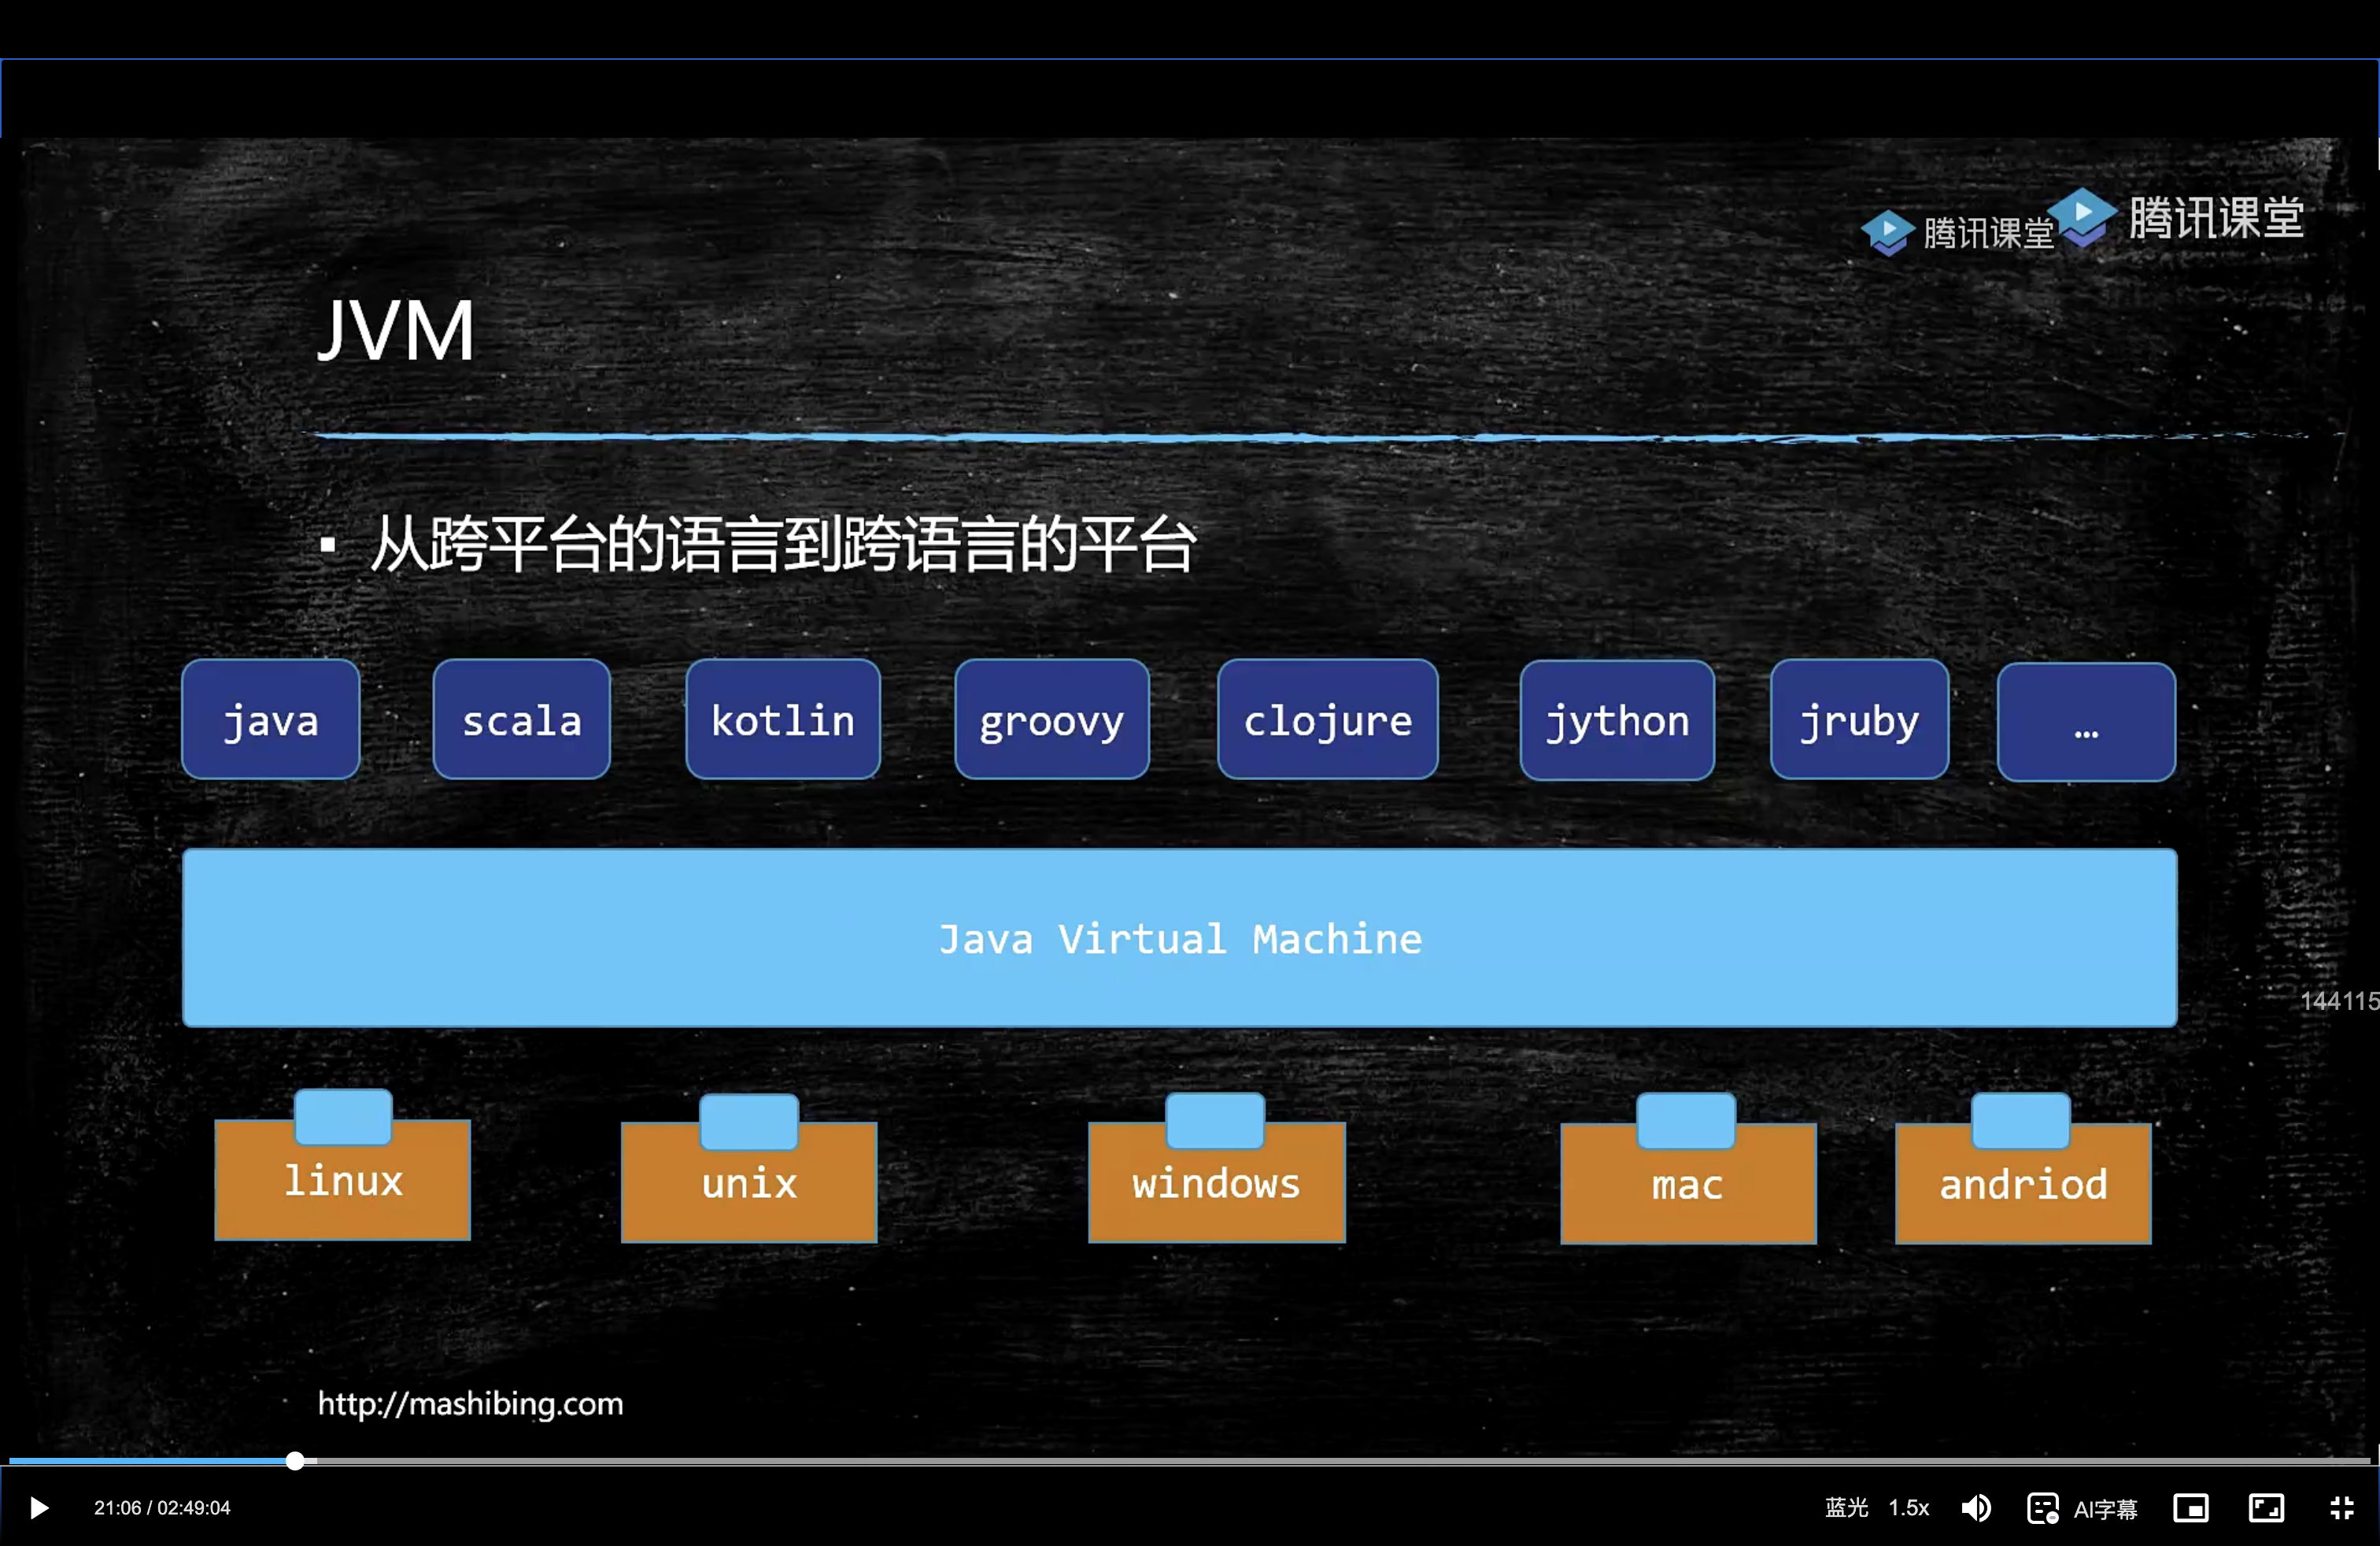 腾讯课堂
腾讯课堂
JVM
▪ 从跨平台的语言到跨语言的平台
java scala kotlin groovy clojure jython jruby …
Java Virtual Machine
144115
linux unix windows mac andriod
http://mashibing.com
21:06 / 02:49:04 蓝光 1.5x AI字幕